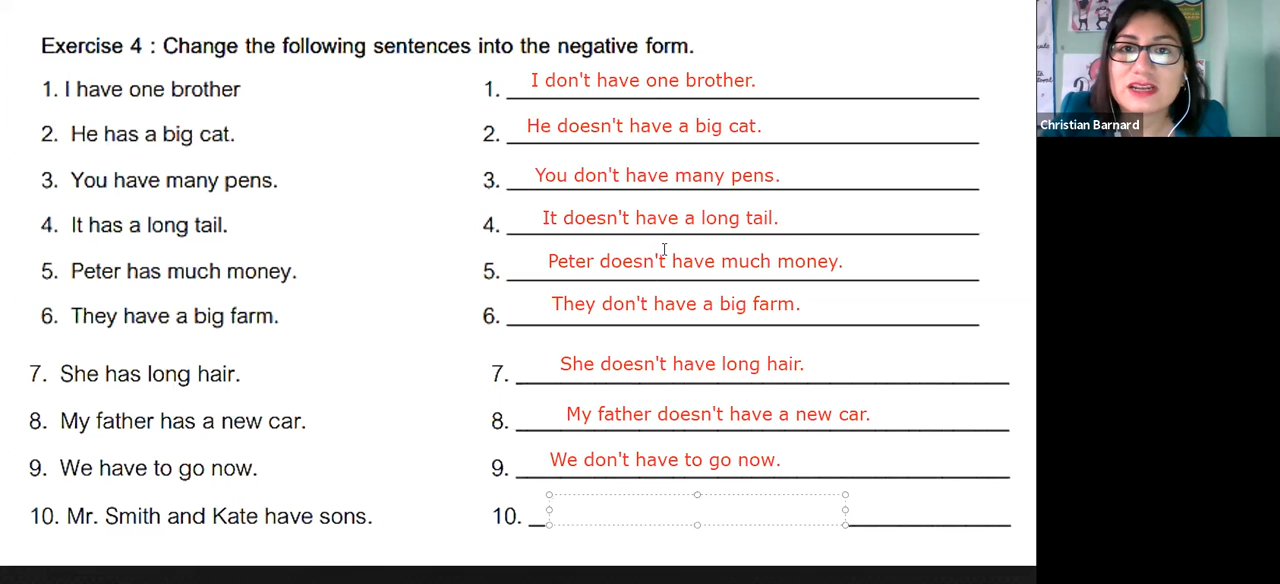 Exercise 4 : Change the following sentences into the negative form.
1. I have one brother
1. I don't have one brother.
2. He has a big cat.
2. He doesn't have a big cat.
3. You have many pens.
3. You don't have many pens.
4. It has a long tail.
4. It doesn't have a long tail.
5. Peter has much money.
5. Peter doesn't have much money.
6. They have a big farm.
6. They don't have a big farm.
7. She has long hair.
7. She doesn't have long hair.
8. My father has a new car.
8. My father doesn't have a new car.
9. We have to go now.
9. We don't have to go now.
10. Mr. Smith and Kate have sons.
10.
Christian Barnard